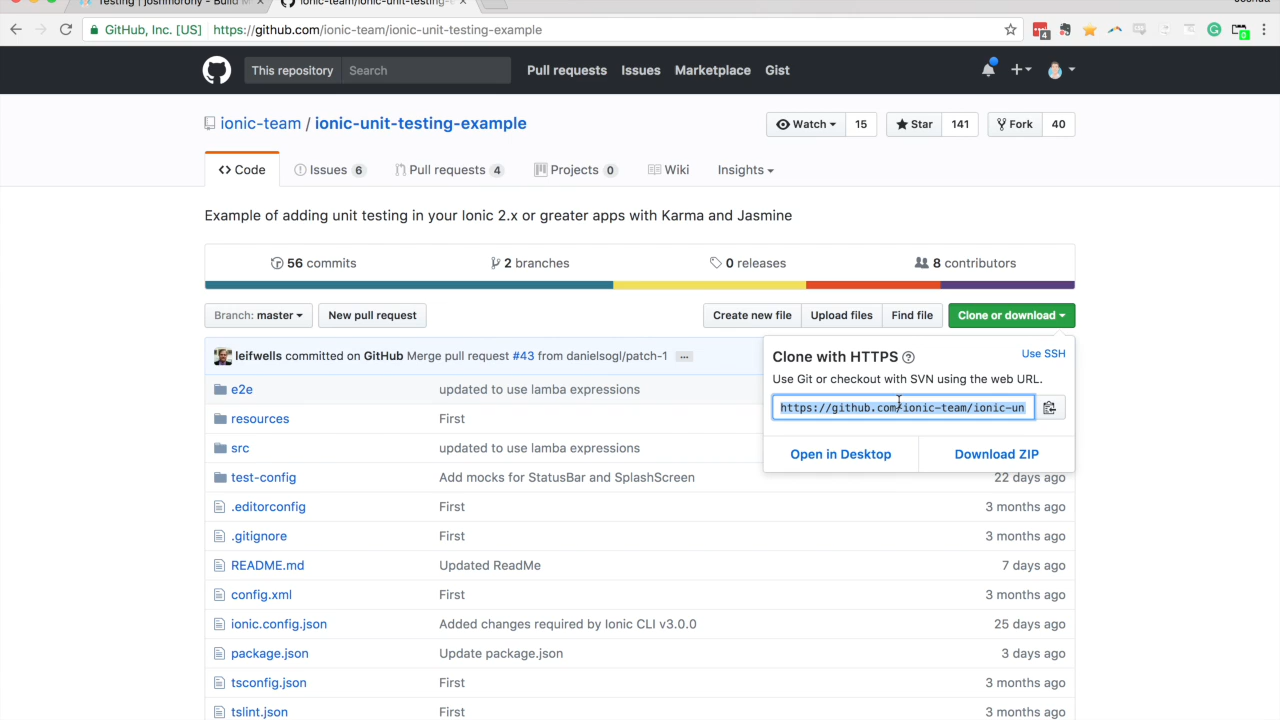 Testing | joshmorony - Build M
ionic-team/ionic-unit-testing-
GitHub, Inc. [US] https://github.com/ionic-team/ionic-unit-testing-example
4
0
This repository Search Pull requests Issues Marketplace Gist
ionic-team / ionic-unit-testing-example
Watch 15 Star 141 Fork 40
Code Issues 6 Pull requests 4 Projects 0 Wiki Insights
Example of adding unit testing in your Ionic 2.x or greater apps with Karma and Jasmine
56 commits 2 branches 0 releases 8 contributors
Branch: master New pull request Create new file Upload files Find file Clone or download
leifwells committed on GitHub Merge pull request #43 from danielsogl/patch-1 ...
Clone with HTTPS ? Use SSH
Use Git or checkout with SVN using the web URL.
https://github.com/ionic-team/ionic-un
Open in Desktop Download ZIP
e2e updated to use lamba expressions
resources First
src updated to use lamba expressions
test-config Add mocks for StatusBar and SplashScreen 22 days ago
.editorconfig First 3 months ago
.gitignore First 3 months ago
README.md Updated ReadMe 7 days ago
config.xml First 3 months ago
ionic.config.json Added changes required by Ionic CLI v3.0.0 25 days ago
package.json Update package.json 3 days ago
tsconfig.json First 3 months ago
tslint.json First 2 months ago